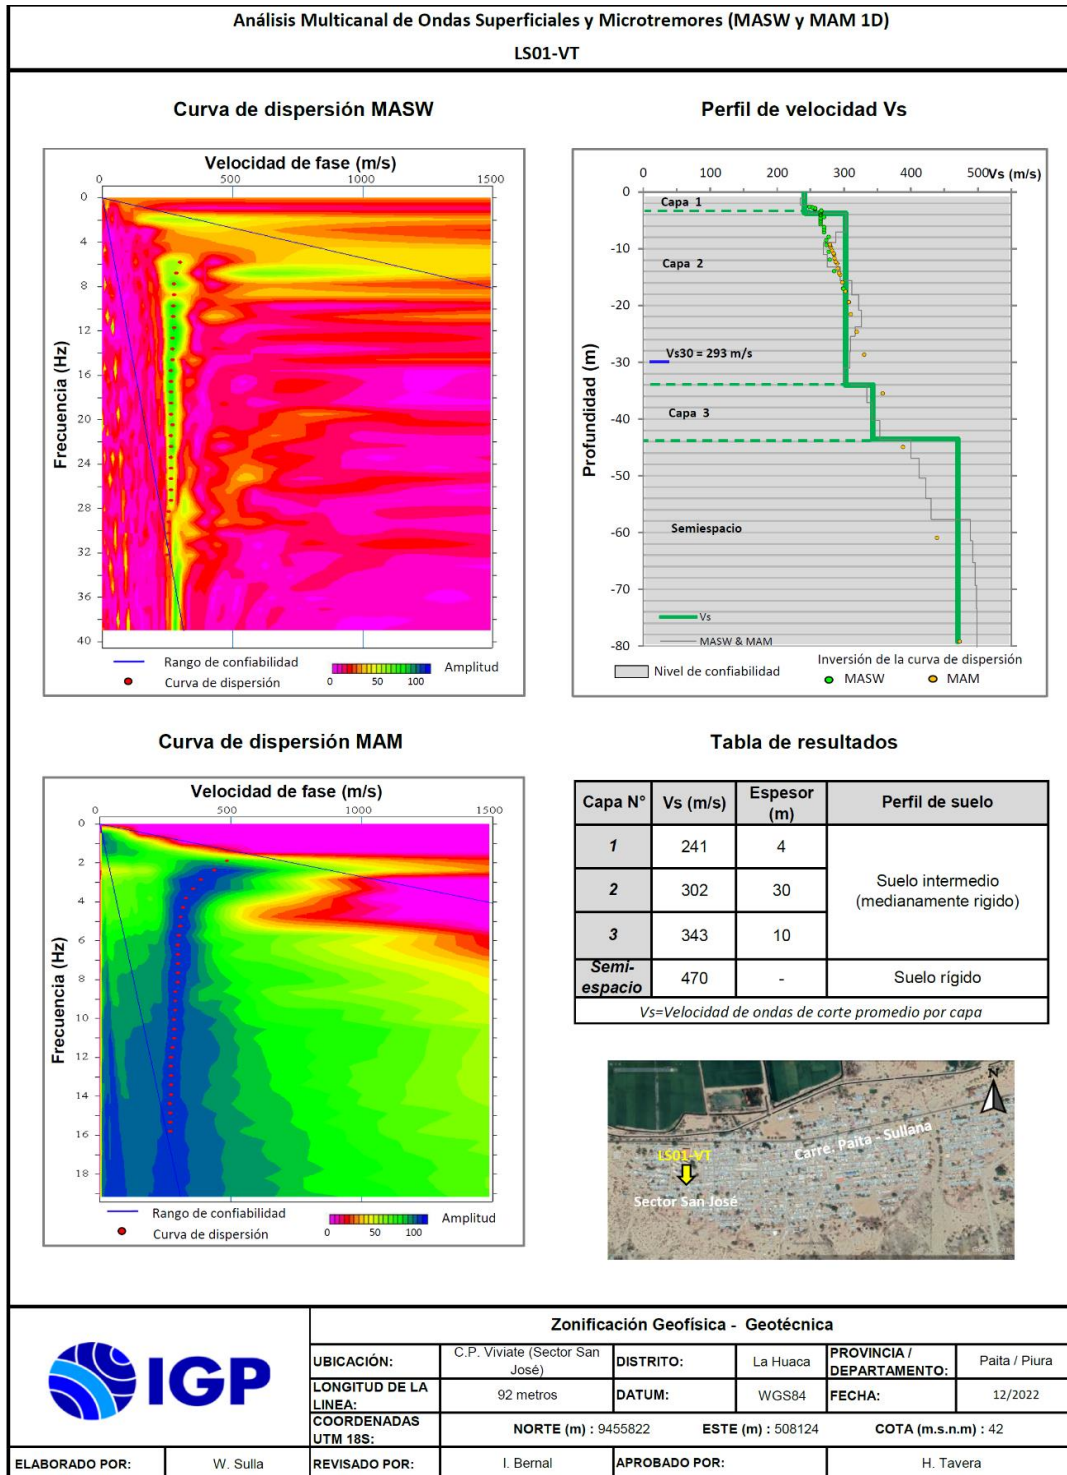 Análisis Multicanal de Ondas Superficiales y Microtremores (MASW y MAM 1D)
LS01-VT
Curva de dispersión MASW
Velocidad de fase (m/s)
0 500 1000 1500
Frecuencia (Hz)
0
4
8
12
16
20
24
28
32
36
40
Rango de confiabilidad
Curva de dispersión
0 50 100 Amplitud
Perfil de velocidad Vs
0 100 200 300 400 500 Vs (m/s)
Profundidad (m)
0
-10
-20
-30
-40
-50
-60
-70
-80
Capa 1
Capa 2
Vs30 = 293 m/s
Capa 3
Semiespacio
Vs
MASW & MAM
Nivel de confiabilidad
Inversión de la curva de dispersión
MASW MAM
Curva de dispersión MAM
Velocidad de fase (m/s)
0 500 1000 1500
Frecuencia (Hz)
0
2
4
6
8
10
12
14
16
18
Rango de confiabilidad
Curva de dispersión
0 50 100 Amplitud
Tabla de resultados
Capa N° Vs (m/s) Espesor (m) Perfil de suelo
1 241 4
2 302 30
3 343 10
Suelo intermedio
(medianamente rigido)
Semi-espacio 470 - Suelo rígido
Vs=Velocidad de ondas de corte promedio por capa
N
Carre. Paita - Sullana
LS01-VT
Sector San José
IGP
Zonificación Geofísica - Geotécnica
UBICACIÓN: C.P. Viviate (Sector San José) DISTRITO: La Huaca PROVINCIA / DEPARTAMENTO: Paita / Piura
LONGITUD DE LA LINEA: 92 metros DATUM: WGS84 FECHA: 12/2022
COORDENADAS UTM 18S: NORTE (m) : 9455822 ESTE (m) : 508124 COTA (m.s.n.m) : 42
ELABORADO POR: W. Sulla REVISADO POR: I. Bernal APROBADO POR: H. Tavera